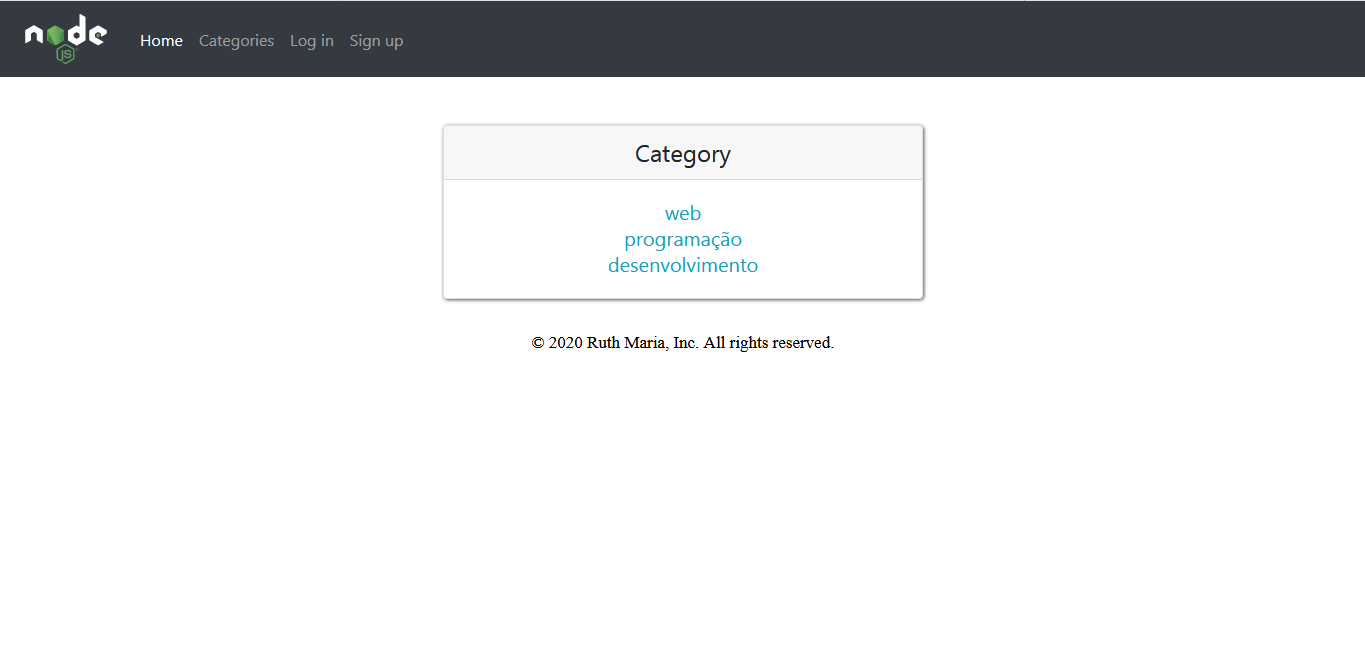 node
JS
Home Categories Log in Sign up
Category
web
programação
desenvolvimento
© 2020 Ruth Maria, Inc. All rights reserved.